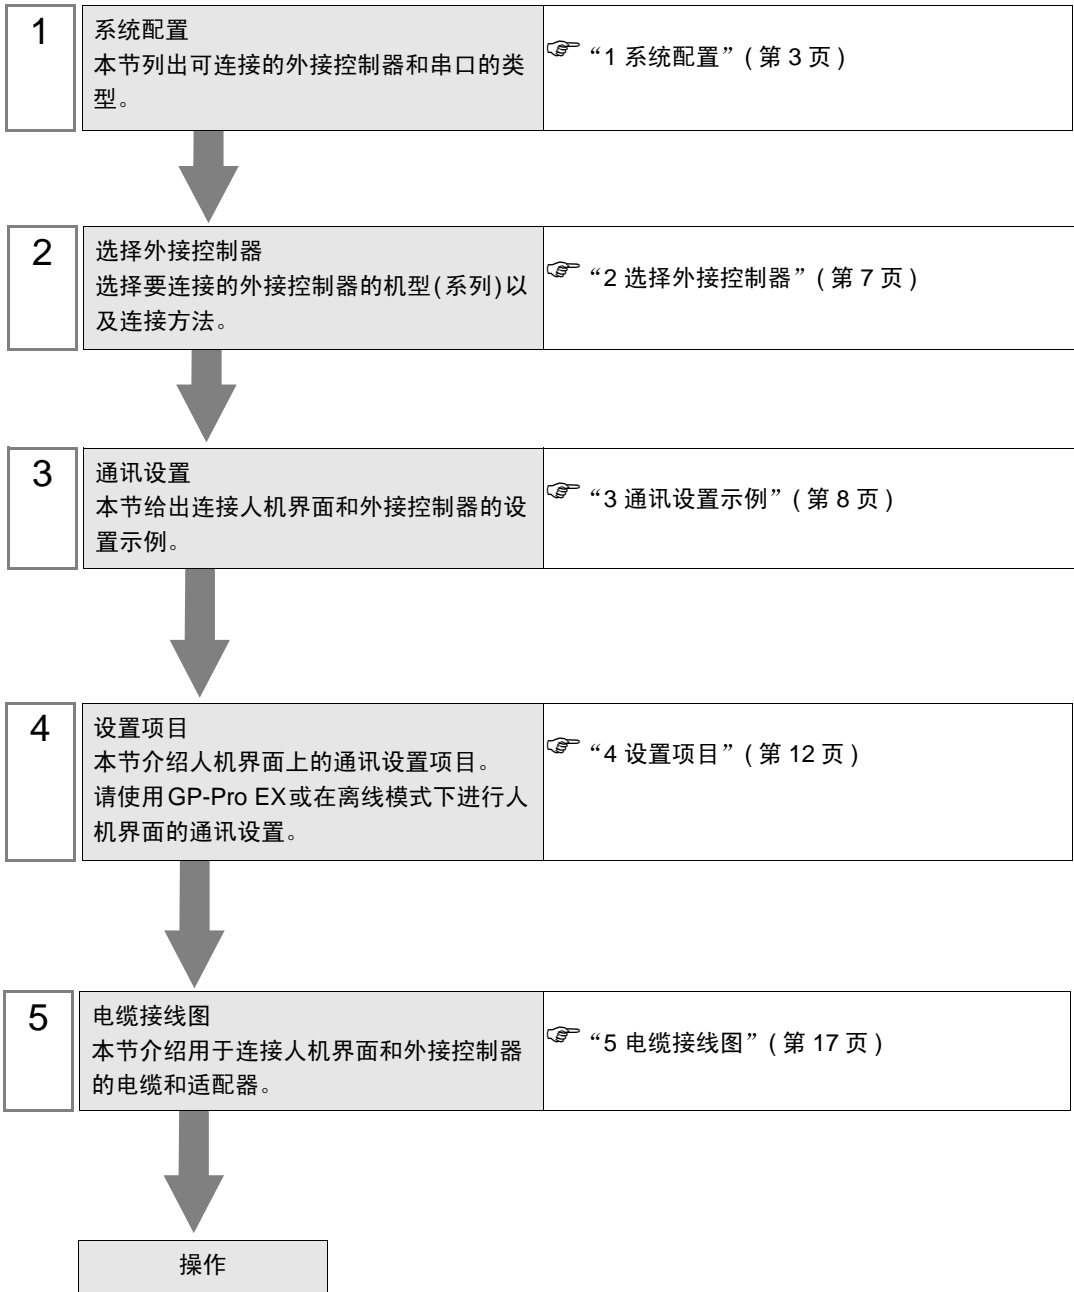 1
系统配置
本节列出可连接的外接控制器和串口的类
型。
“1 系统配置” ( 第 3 页 )
2
选择外接控制器
选择要连接的外接控制器的机型(系列)以
及连接方法。
“2 选择外接控制器” ( 第 7 页 )
3
通讯设置
本节给出连接人机界面和外接控制器的设
置示例。
“3 通讯设置示例” ( 第 8 页 )
4
设置项目
本节介绍人机界面上的通讯设置项目。
请使用GP-Pro EX或在离线模式下进行人
机界面的通讯设置。
“4 设置项目” ( 第 12 页 )
5
电缆接线图
本节介绍用于连接人机界面和外接控制器
的电缆和适配器。
“5 电缆接线图” ( 第 17 页 )
操作